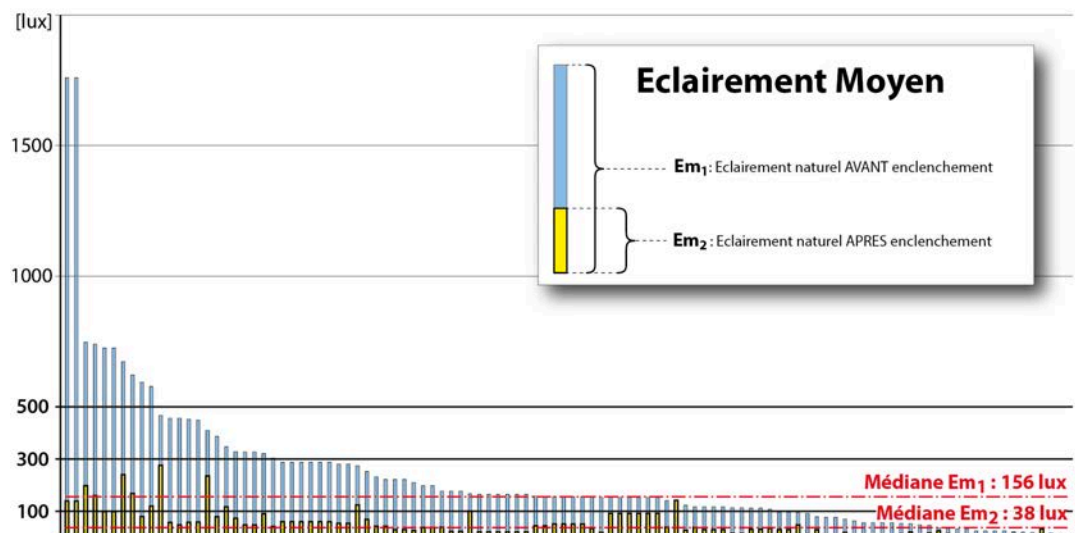 [lux]
Eclairement Moyen
1500
Em1: Eclairement naturel AVANT enclenchement
Em2: Eclairement naturel APRES enclenchement
1000
500
300
Médiane Em1 : 156 lux
100
Médiane Em2 : 38 lux